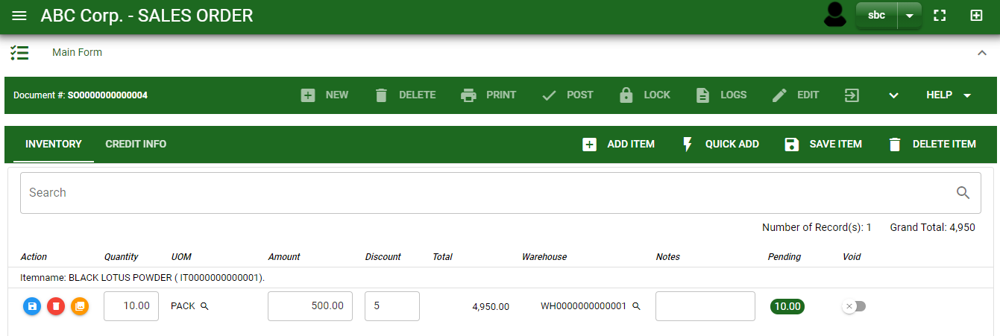 ABC Corp. - SALES ORDER sbc
Main Form
Document #: SO0000000000004 NEW DELETE PRINT POST LOCK LOGS EDIT HELP
INVENTORY CREDIT INFO ADD ITEM QUICK ADD SAVE ITEM DELETE ITEM
Search
Number of Record(s): 1 Grand Total: 4,950
Action Quantity UOM Amount Discount Total Warehouse Notes Pending Void
Itemname: BLACK LOTUS POWDER ( IT0000000000001).
10.00 PACK 500.00 5 4,950.00 WH0000000000001 10.00